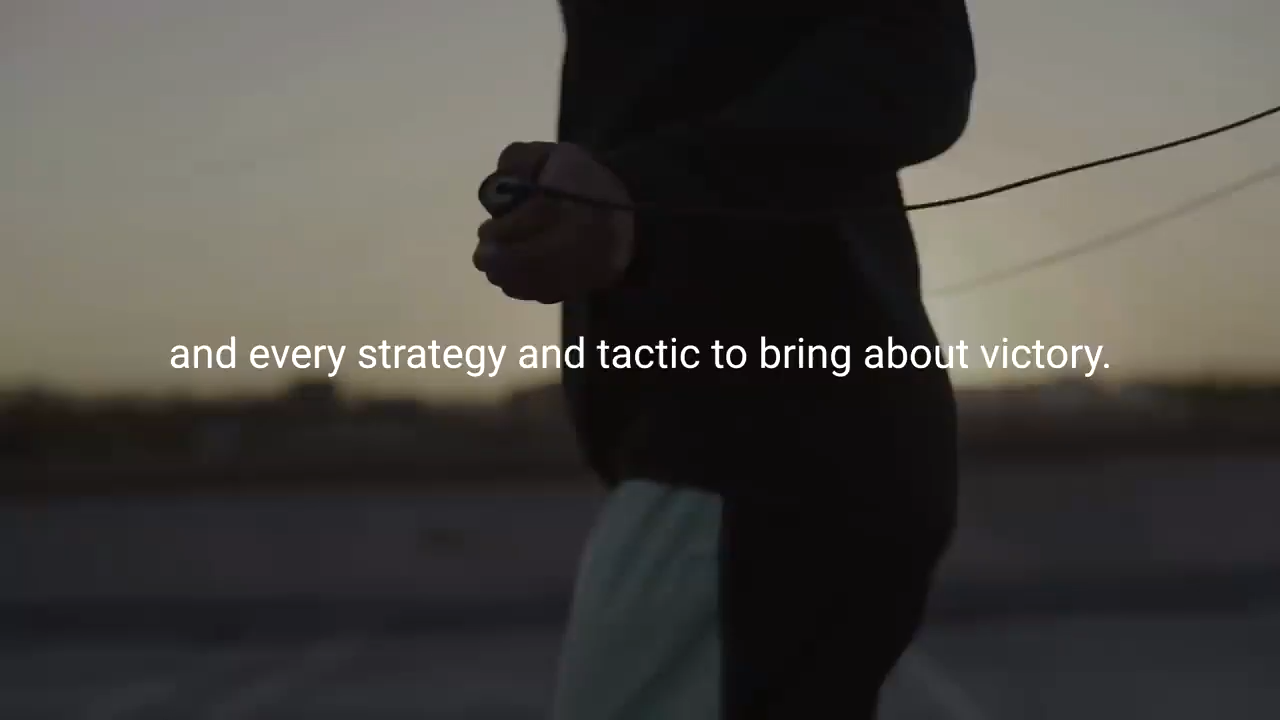 and every strategy and tactic to bring about victory.